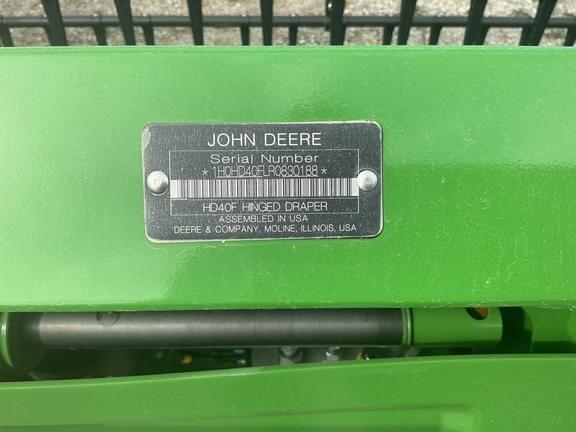 JOHN DEERE
Serial Number
*1H0HD40FLR0830188*
HD40F HINGED DRAPER
ASSEMBLED IN USA
DEERE & COMPANY, MOLINE, ILLINOIS, USA